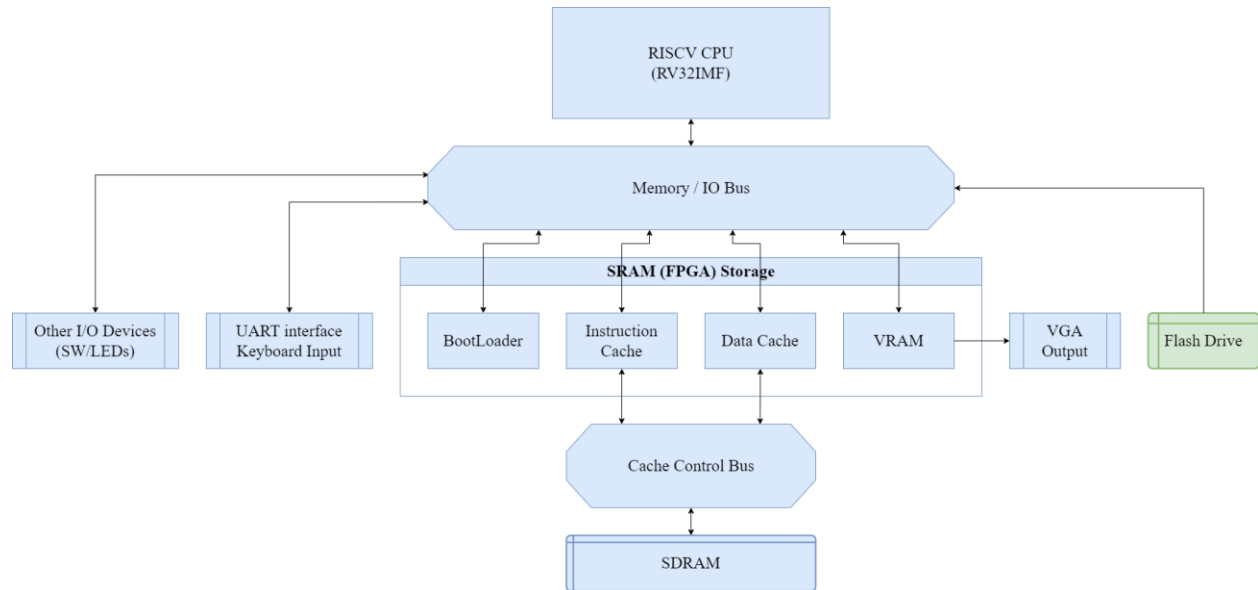 RISCV CPU
(RV32IMF)
Memory / IO Bus
SRAM (FPGA) Storage
Other I/O Devices
(SW/LEDs)
UART interface
Keyboard Input
BootLoader
Instruction
Cache
Data Cache
VRAM
VGA
Output
Flash Drive
Cache Control Bus
SDRAM